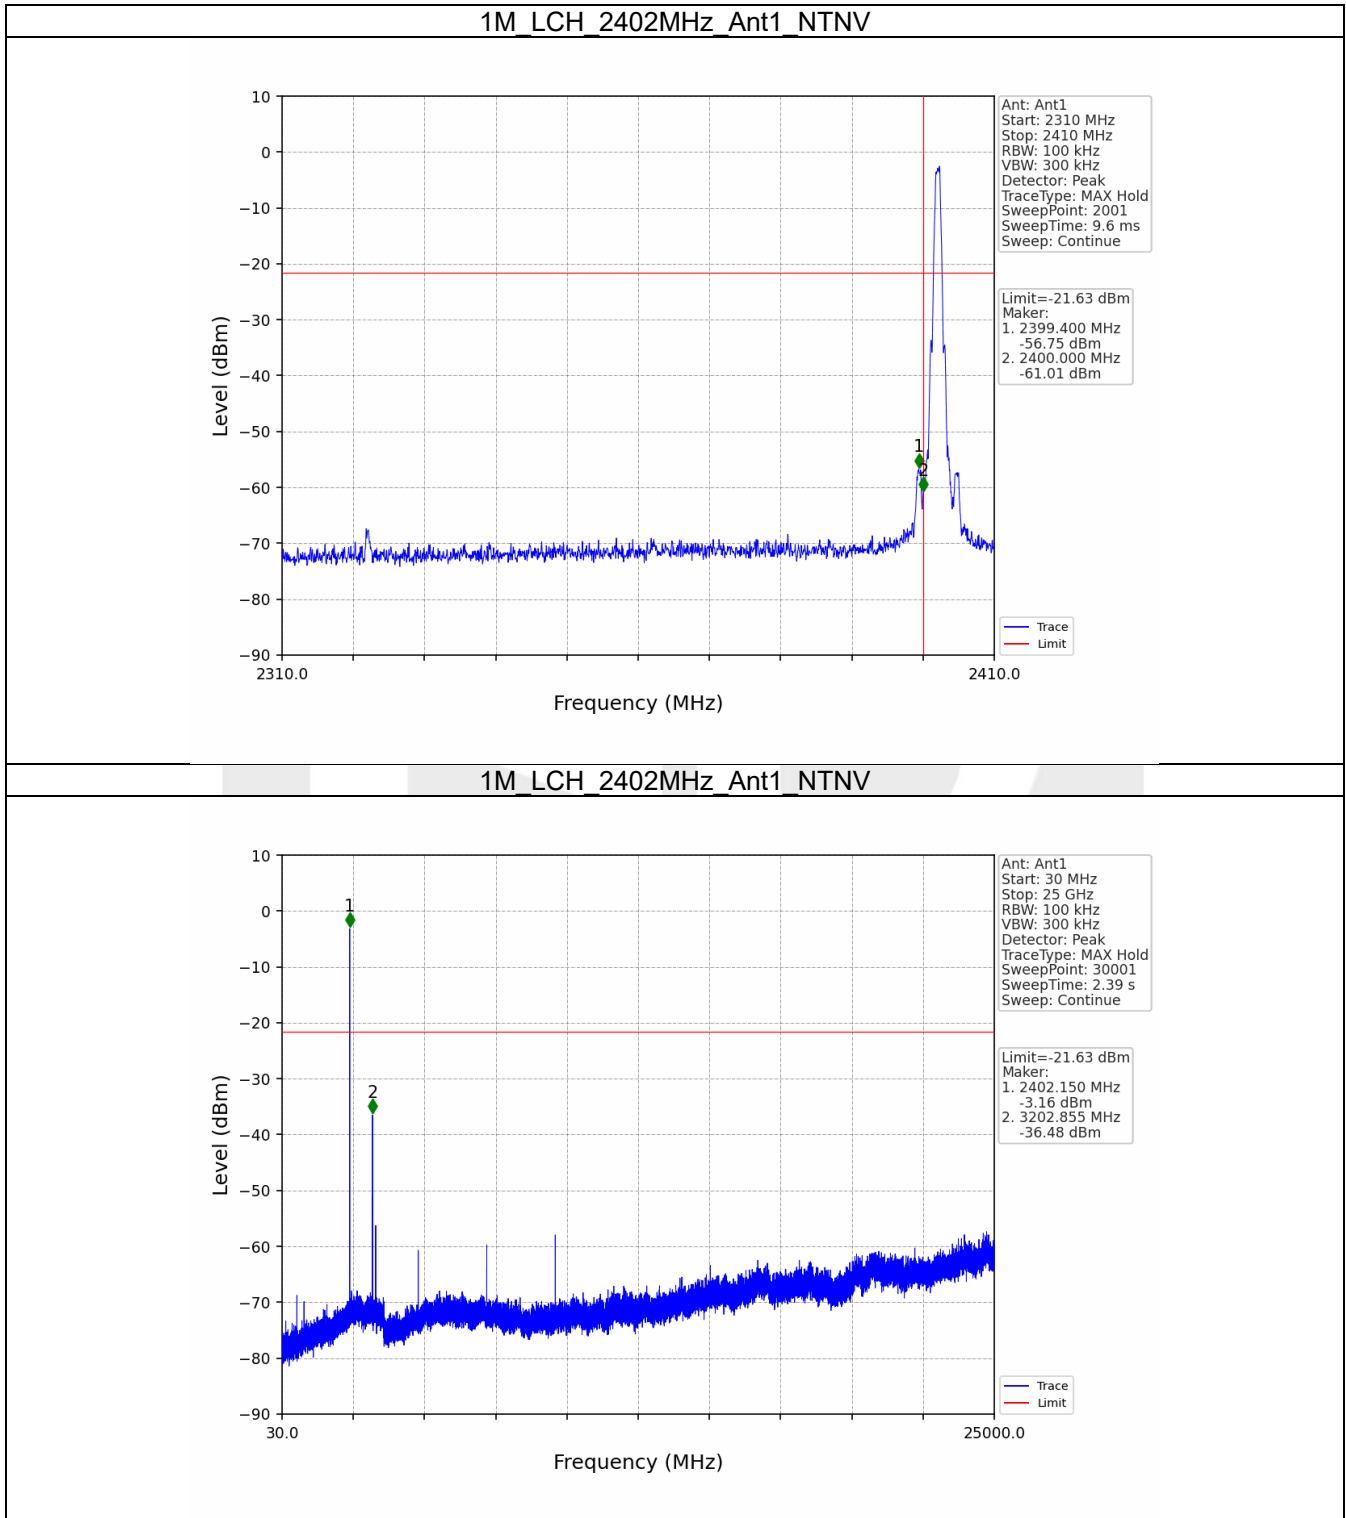 1M_LCH_2402MHz_Ant1_NTNV
10
0
−10
−20
−30
−40
−50
−60
−70
−80
−90
Level (dBm)
2310.0
2410.0
Frequency (MHz)
1
2
Ant: Ant1
Start: 2310 MHz
Stop: 2410 MHz
RBW: 100 kHz
VBW: 300 kHz
Detector: Peak
TraceType: MAX Hold
SweepPoint: 2001
SweepTime: 9.6 ms
Sweep: Continue
Limit=-21.63 dBm
Maker:
1. 2399.400 MHz
-56.75 dBm
2. 2400.000 MHz
-61.01 dBm
Trace
Limit
1M_LCH_2402MHz_Ant1_NTNV
10
0
−10
−20
−30
−40
−50
−60
−70
−80
−90
Level (dBm)
30.0
25000.0
Frequency (MHz)
1
2
Ant: Ant1
Start: 30 MHz
Stop: 25 GHz
RBW: 100 kHz
VBW: 300 kHz
Detector: Peak
TraceType: MAX Hold
SweepPoint: 30001
SweepTime: 2.39 s
Sweep: Continue
Limit=-21.63 dBm
Maker:
1. 2402.150 MHz
-3.16 dBm
2. 3202.855 MHz
-36.48 dBm
Trace
Limit